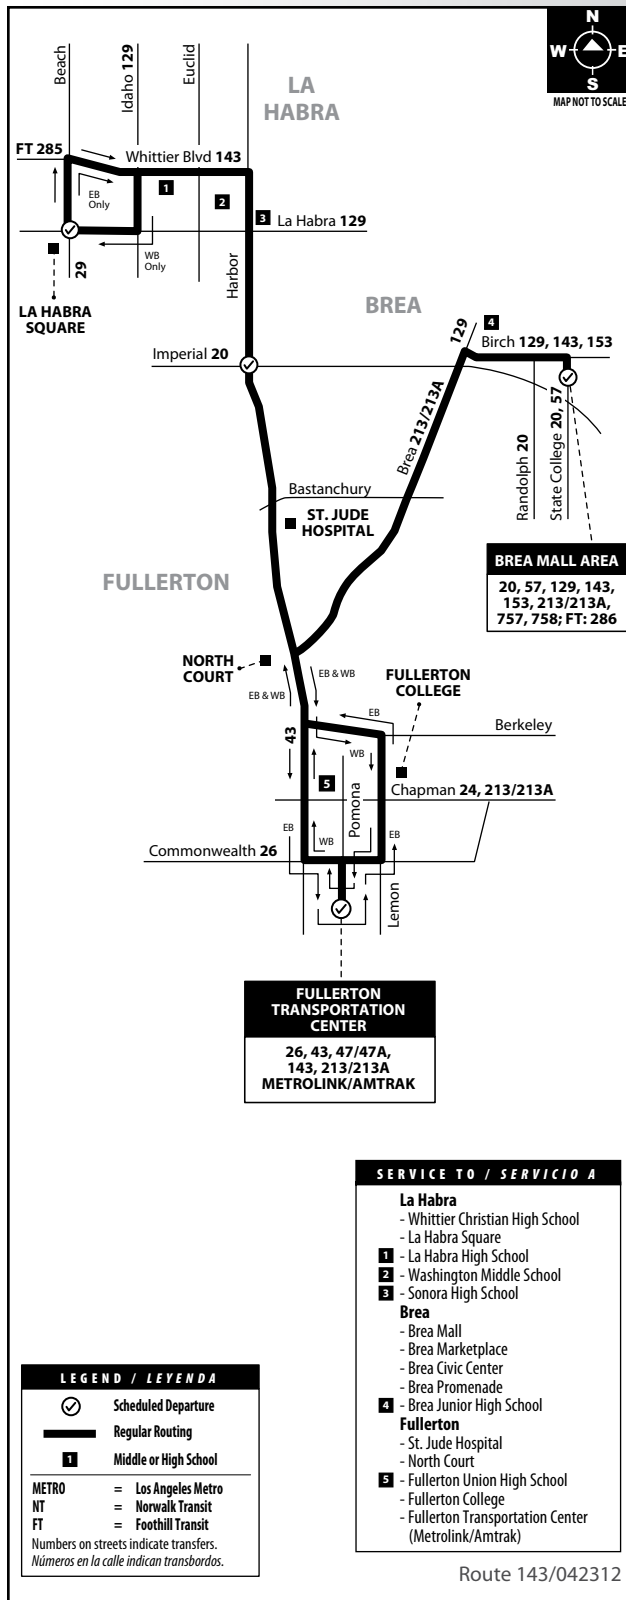 N
W E
S
MAP NOT TO SCALE
Beach
Idaho 129
Euclid
LA
HABRA
FT 285
Whittier Blvd 143
1
EB
Only
2
3
La Habra 129
WB
Only
29
Harbor
LA HABRA
SQUARE
BREA
129
4
Birch 129, 143, 153
Imperial 20
Brea 213/213A
Randolph 20
State College 20, 57
Bastanchury
ST. JUDE
HOSPITAL
BREA MALL AREA
20, 57, 129, 143,
153, 213/213A,
757, 758; FT: 286
FULLERTON
NORTH
COURT
EB & WB
EB & WB
FULLERTON
COLLEGE
EB
Berkeley
43
WB
5
Pomona
Chapman 24, 213/213A
EB
WB
EB
Commonwealth 26
Lemon
FULLERTON
TRANSPORTATION
CENTER
26, 43, 47/47A,
143, 213/213A
METROLINK/AMTRAK
SERVICE TO / SERVICIO A
La Habra
- Whittier Christian High School
- La Habra Square
1 - La Habra High School
2 - Washington Middle School
3 - Sonora High School
Brea
- Brea Mall
- Brea Marketplace
- Brea Civic Center
- Brea Promenade
4 - Brea Junior High School
Fullerton
- St. Jude Hospital
- North Court
5 - Fullerton Union High School
- Fullerton College
- Fullerton Transportation Center
(Metrolink/Amtrak)
LEGEND / LEYENDA
Scheduled Departure
Regular Routing
1 Middle or High School
METRO = Los Angeles Metro
NT = Norwalk Transit
FT = Foothill Transit
Numbers on streets indicate transfers.
Números en la calle indican transbordos.
Route 143/042312